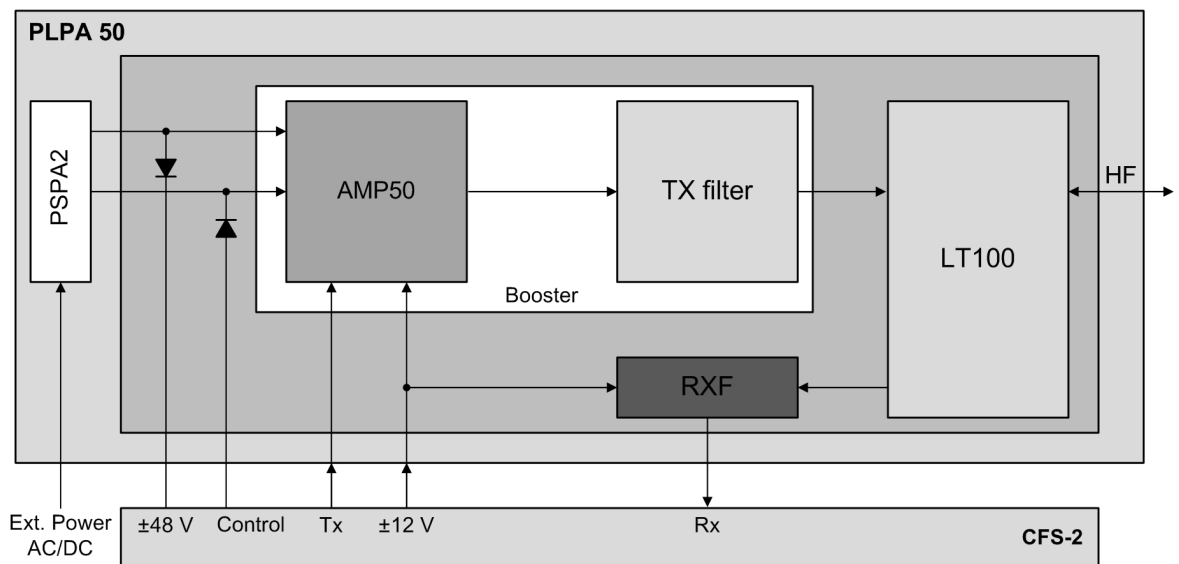 PLPA 50
PSPA2
AMP50
TX filter
LT100
HF
Booster
RXF
Ext. Power
AC/DC
±48 V
Control
Tx
±12 V
Rx
CFS-2